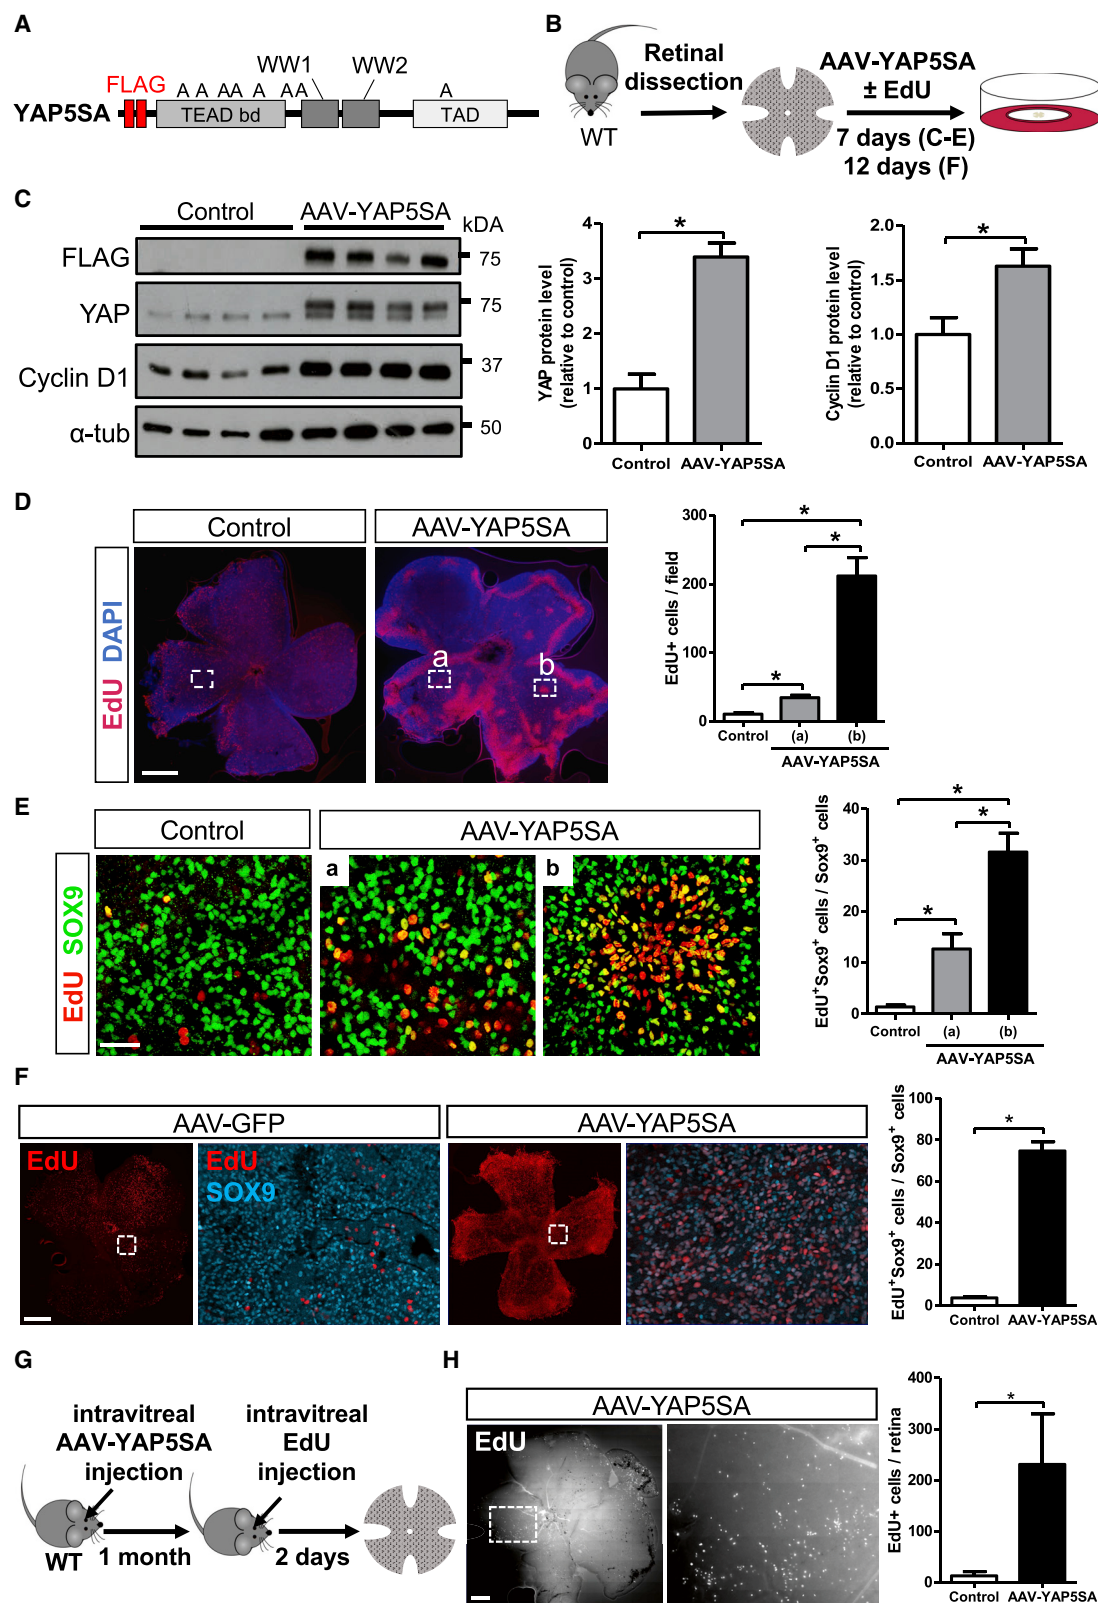 A
FLAG
A A AA A AA A
WW1 WW2
YAP5SA
TEAD bd
TAD
B
Retinal
dissection
WT
AAV-YAP5SA
± EdU
7 days (C-E)
12 days (F)
C
Control AAV-YAP5SA kDA
FLAG 75
YAP 75
Cyclin D1 37
α-tub 50
YAP protein level
(relative to control)
4
3
2
1
0
*
Control AAV-YAP5SA
Cyclin D1 protein level
(relative to control)
2.0
1.5
1.0
0.5
0.0
*
Control AAV-YAP5SA
D
Control AAV-YAP5SA
EdU DAPI
a
b
EdU+ cells / field
300
200
100
0
*
*
*
Control (a) (b)
AAV-YAP5SA
E
Control AAV-YAP5SA
EdU SOX9
a
b
EdU+Sox9+ cells / Sox9+ cells
40
30
20
10
0
*
*
*
Control (a) (b)
AAV-YAP5SA
F
AAV-GFP AAV-YAP5SA
EdU
EdU
SOX9
EdU+Sox9+ cells / Sox9+ cells
100
80
60
40
20
0
*
Control AAV-YAP5SA
G
intravitreal
AAV-YAP5SA
injection
intravitreal
EdU
injection
WT
1 month
2 days
H
AAV-YAP5SA
EdU
EdU+ cells / retina
400
300
200
100
0
*
Control AAV-YAP5SA